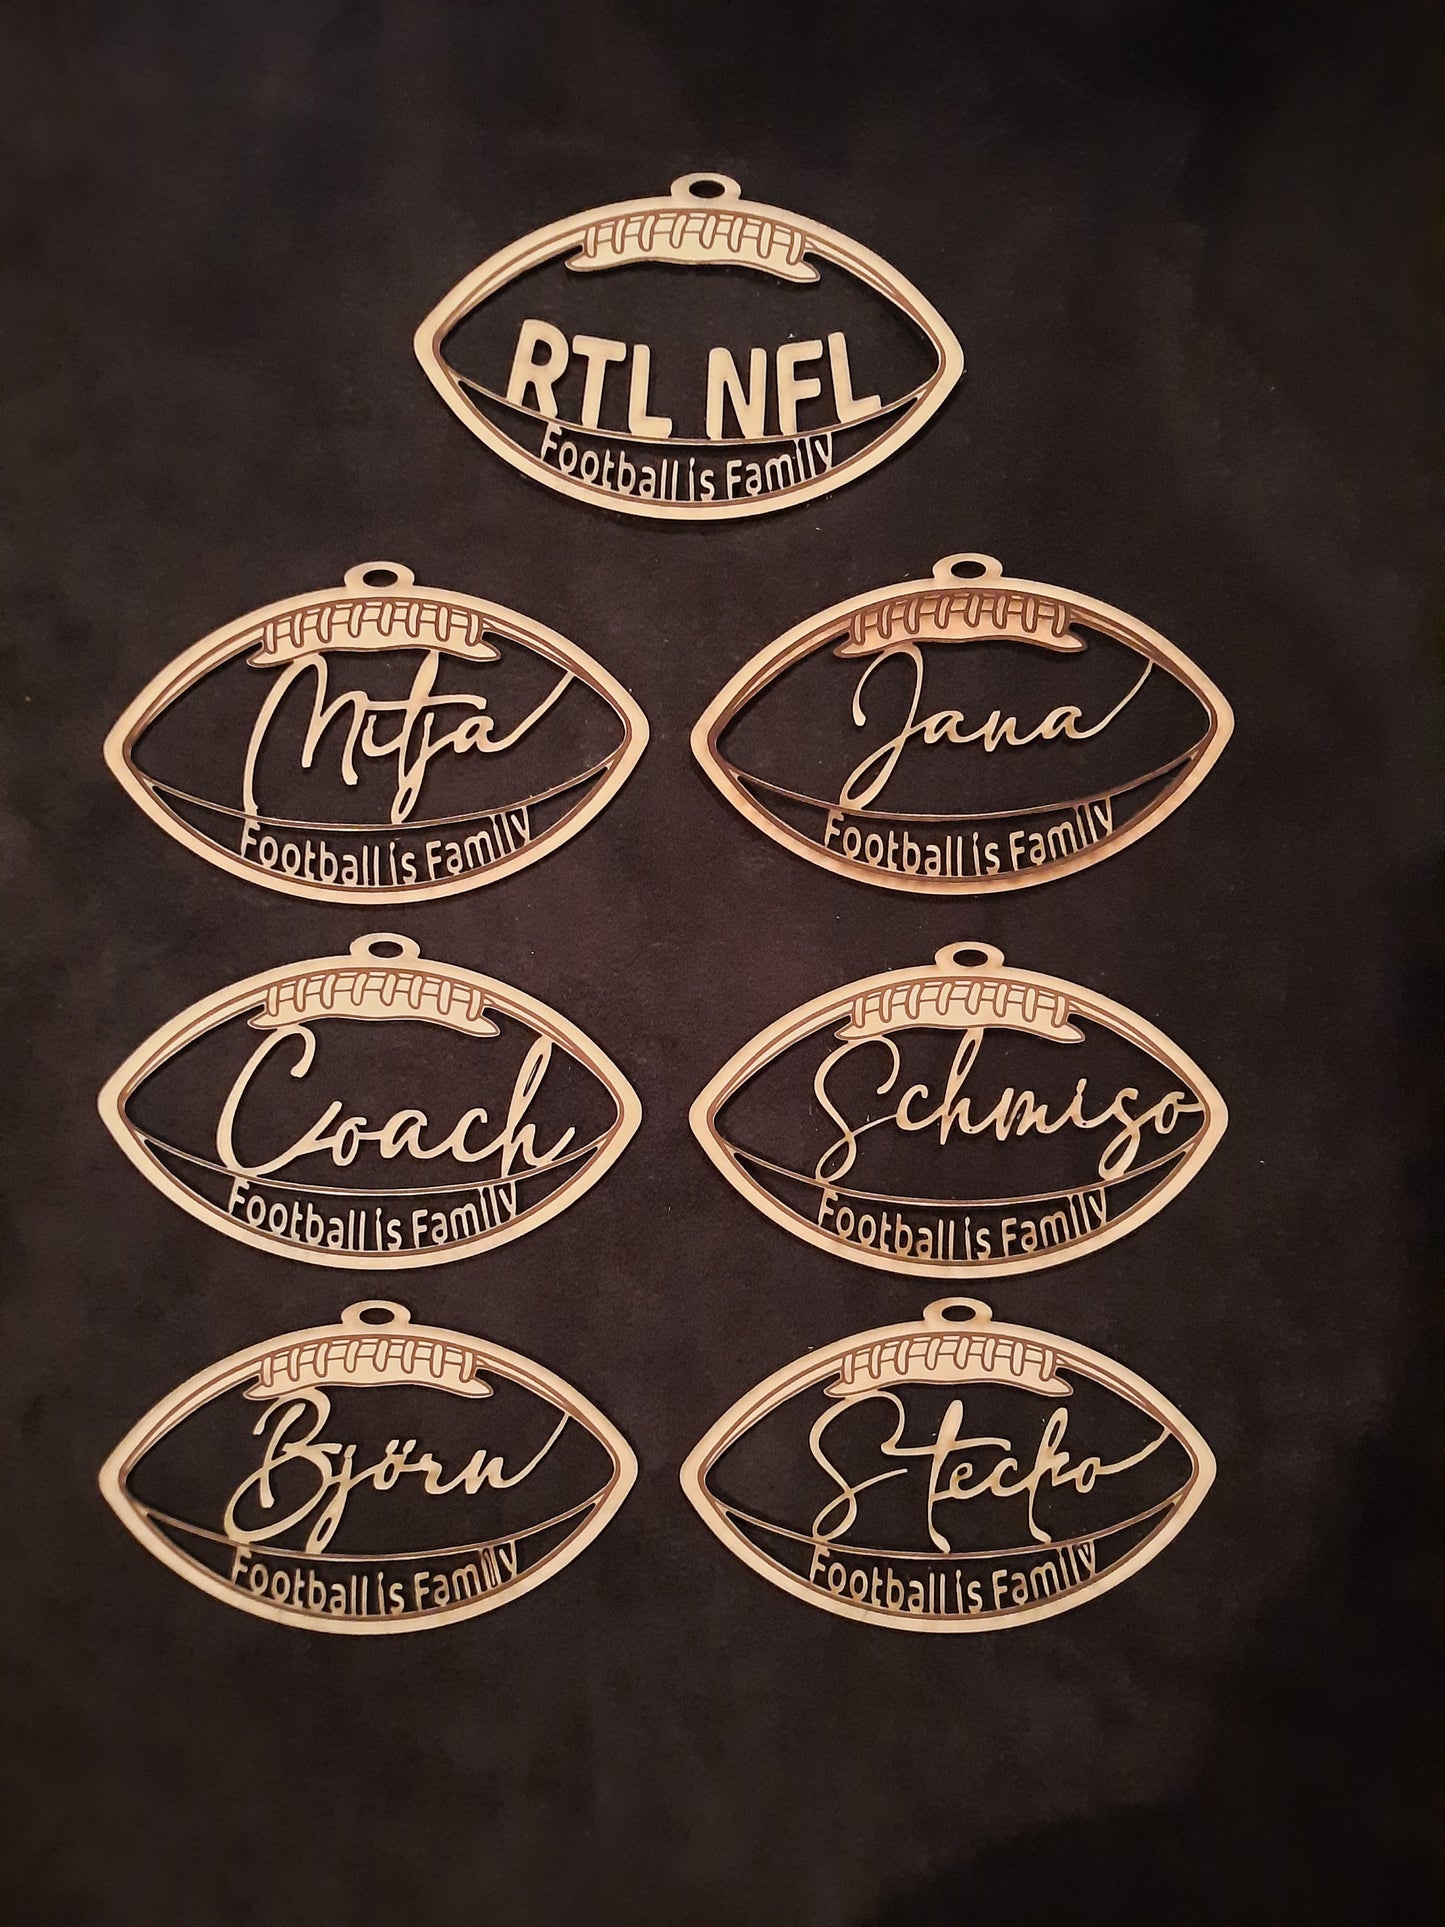 RTL NFL
Football is Family
Mitja
Football is Family
Jana
Football is Family
Coach
Football is Family
Schmiso
Football is Family
Björn
Football is Family
Stecko
Football is Family